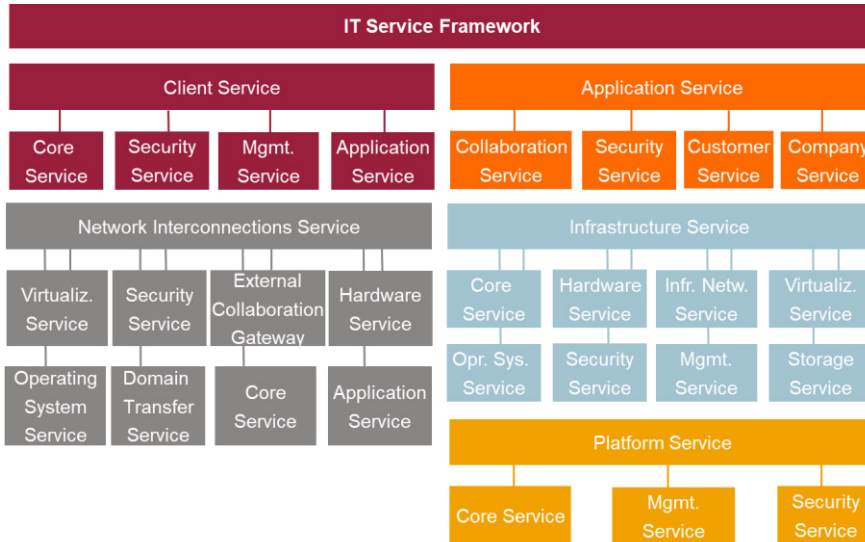 IT Service Framework
Client Service
Core
Service
Security
Service
Mgmt.
Service
Application
Service
Application Service
Collaboration
Service
Security
Service
Customer
Service
Company
Service
Network Interconnections Service
Virtualiz.
Service
Security
Service
External
Collaboration
Gateway
Hardware
Service
Operating
System
Service
Domain
Transfer
Service
Core
Service
Application
Service
Infrastructure Service
Core
Service
Hardware
Service
Infr. Netw.
Service
Virtualiz.
Service
Opr. Sys.
Service
Security
Service
Mgmt.
Service
Storage
Service
Platform Service
Core Service
Mgmt.
Service
Security
Service